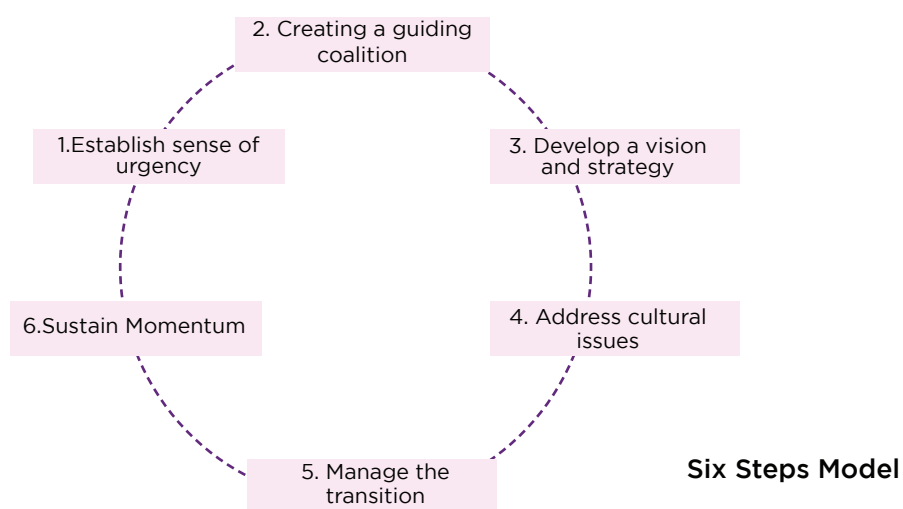 2. Creating a guiding
coalition
1.Establish sense of
urgency
3. Develop a vision
and strategy
6.Sustain Momentum
4. Address cultural
issues
5. Manage the
transition
Six Steps Model